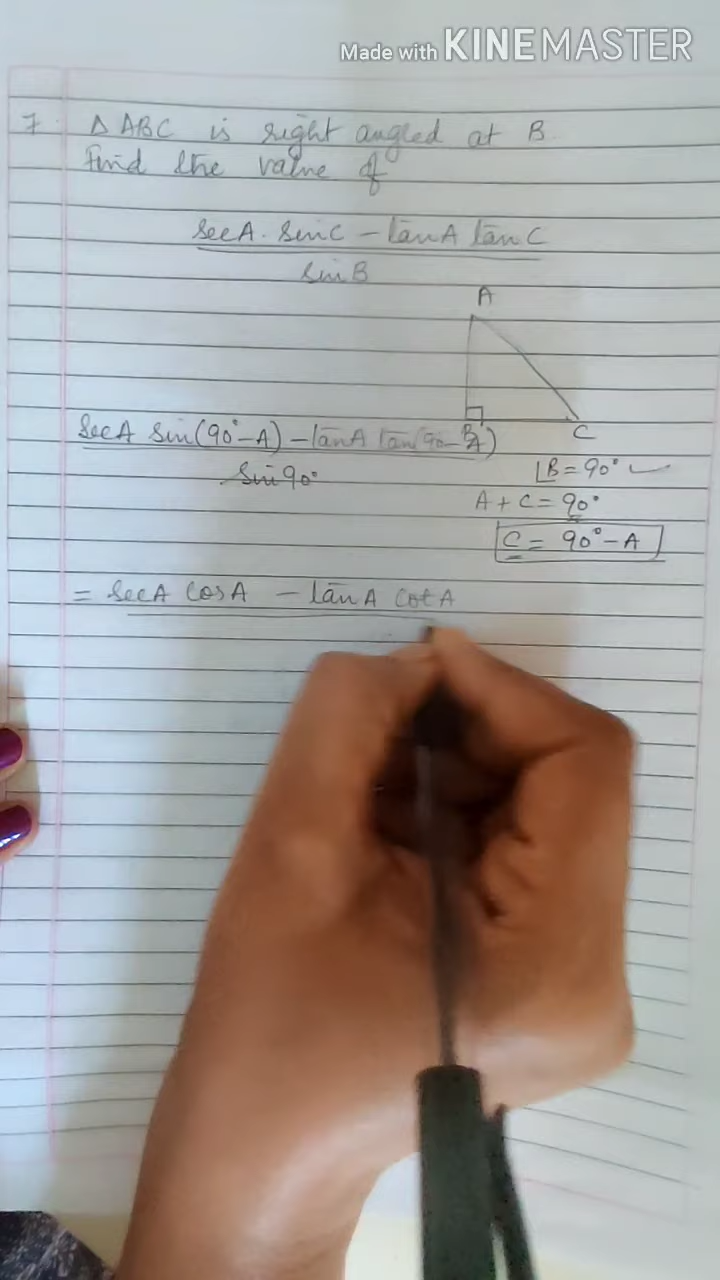 Made with KINEMASTER
7. Δ ABC is right angled at B.
Find the value of
secA · sinC – tanA tanC
sinB
A
B
C
secA sin(90°–A) – tanA tan(90–A)
sin90°
∟B = 90°
A + C = 90°
C = 90° – A
= secA cosA – tanA cotA